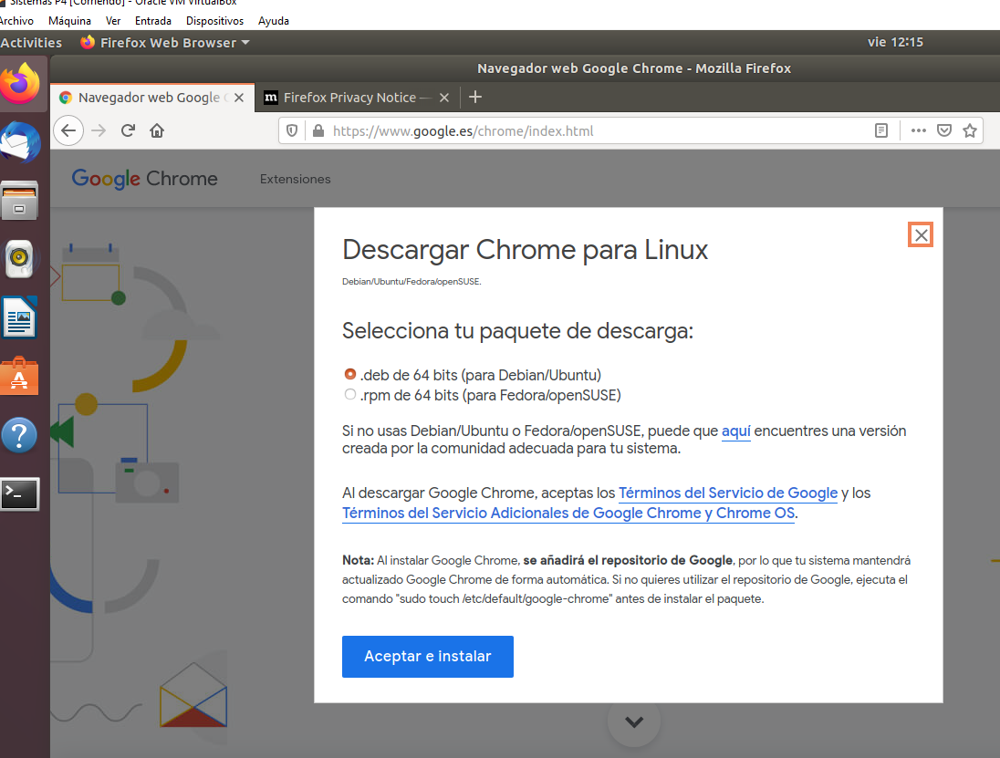 Sistemas P4 [Corriendo] - Oracle VM VirtualBox
Archivo Máquina Ver Entrada Dispositivos Ayuda
Activities Firefox Web Browser vie 12:15
Navegador web Google Chrome - Mozilla Firefox
Navegador web Google C Firefox Privacy Notice —
https://www.google.es/chrome/index.html
Google Chrome Extensiones
Descargar Chrome para Linux
Debian/Ubuntu/Fedora/openSUSE.
Selecciona tu paquete de descarga:
.deb de 64 bits (para Debian/Ubuntu)
.rpm de 64 bits (para Fedora/openSUSE)
Si no usas Debian/Ubuntu o Fedora/openSUSE, puede que aquí encuentres una versión
creada por la comunidad adecuada para tu sistema.
Al descargar Google Chrome, aceptas los Términos del Servicio de Google y los
Términos del Servicio Adicionales de Google Chrome y Chrome OS.
Nota: Al instalar Google Chrome, se añadirá el repositorio de Google, por lo que tu sistema mantendrá
actualizado Google Chrome de forma automática. Si no quieres utilizar el repositorio de Google, ejecuta el
comando "sudo touch /etc/default/google-chrome" antes de instalar el paquete.
Aceptar e instalar